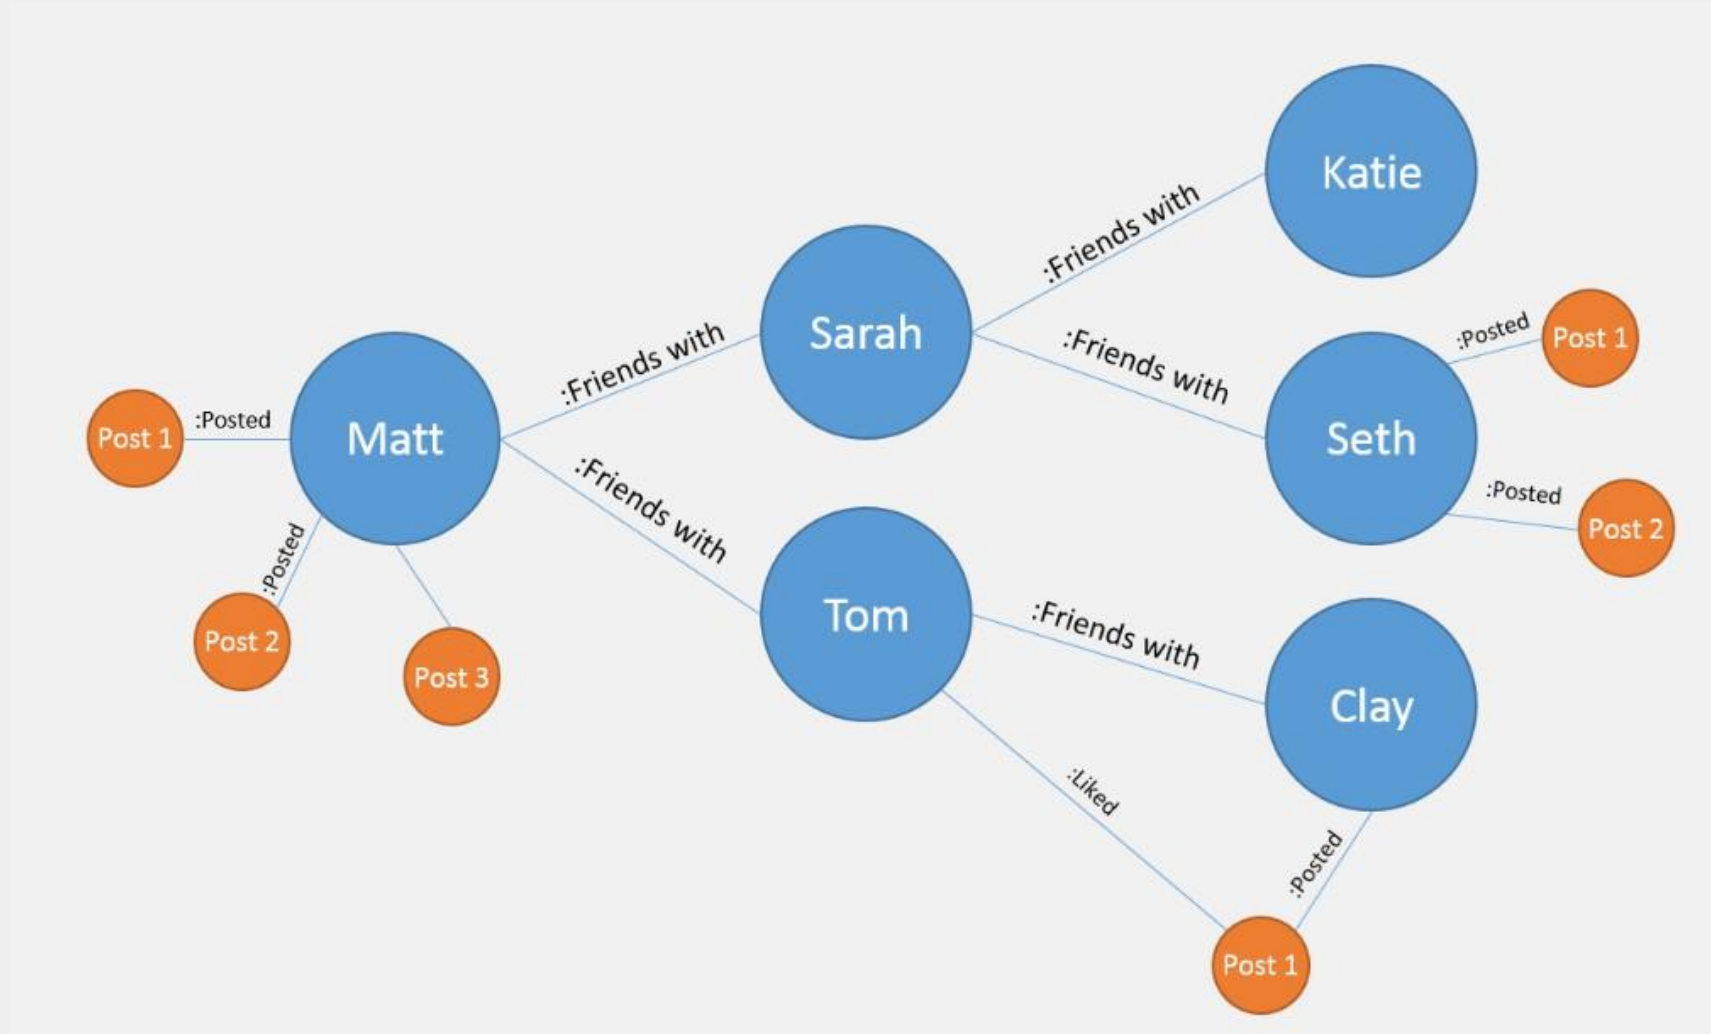 Katie
:Friends with
Sarah
:Friends with
:Friends with
:Posted
Post 1
Seth
:Posted
Post 2
Matt
:Posted
Post 1
:Posted
Post 2
Post 3
:Friends with
Tom
:Friends with
Clay
:Liked
:Posted
Post 1